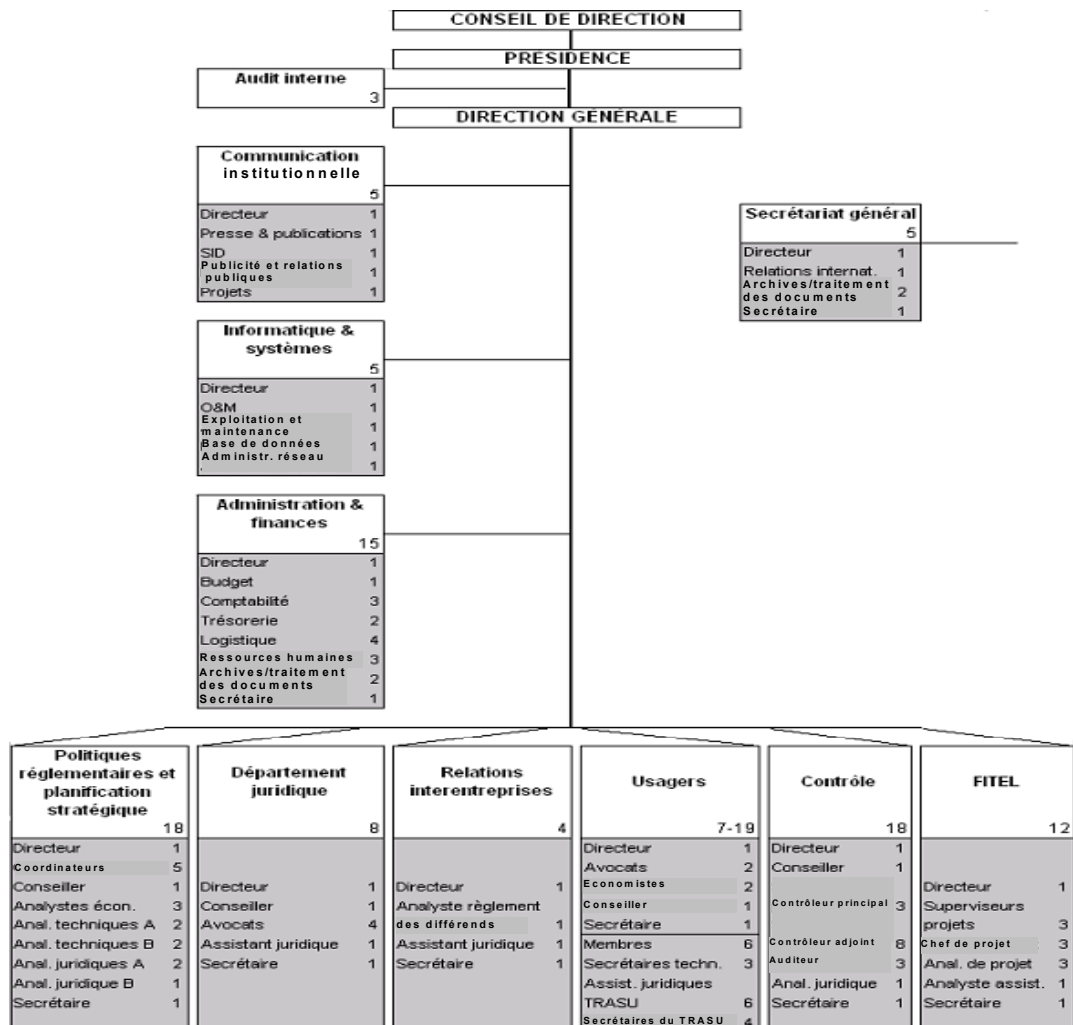 CONSEIL DE DIRECTION
PRÉSIDENCE
Audit interne
3
DIRECTION GÉNÉRALE
Communication
institutionnelle
5
Directeur 1
Presse & publications 1
SID 1
Publicité et relations
publiques 1
Projets 1
Secrétariat général
5
Directeur 1
Relations internat. 1
Archives/traitement
des documents 2
Secrétaire 1
Informatique &
systèmes
5
Directeur 1
O&M 1
Exploitation et
maintenance 1
Base de données 1
Administr. réseau 1
Administration &
finances
15
Directeur 1
Budget 1
Comptabilité 3
Trésorerie 2
Logistique 4
Ressources humaines 3
Archives/traitement
des documents 2
Secrétaire 1
Politiques
réglementaires et
planification
stratégique
18
Directeur 1
Coordinateurs 5
Conseiller 1
Analystes écon. 3
Anal. techniques A 2
Anal. techniques B 2
Anal. juridiques A 2
Anal. juridique B 1
Secrétaire 1
Département
juridique
8
Directeur 1
Conseiller 1
Avocats 4
Assistant juridique 1
Secrétaire 1
Relations
interentreprises
4
Directeur 1
Analyste règlement
des différends 1
Assistant juridique 1
Secrétaire 1
Usagers
7-19
Directeur 1
Avocats 2
Economistes 2
Conseiller 1
Secrétaire 1
Membres 6
Secrétaires techn. 3
Assist. juridiques
TRASU 6
Secrétaires du TRASU 4
Contrôle
18
Directeur 1
Conseiller 1
Contrôleur principal 3
Contrôleur adjoint 8
Auditeur 3
Anal. juridique 1
Secrétaire 1
FITEL
12
Directeur 1
Superviseurs
projets 3
Chef de projet 3
Anal. de projet 3
Analyste assist. 1
Secrétaire 1